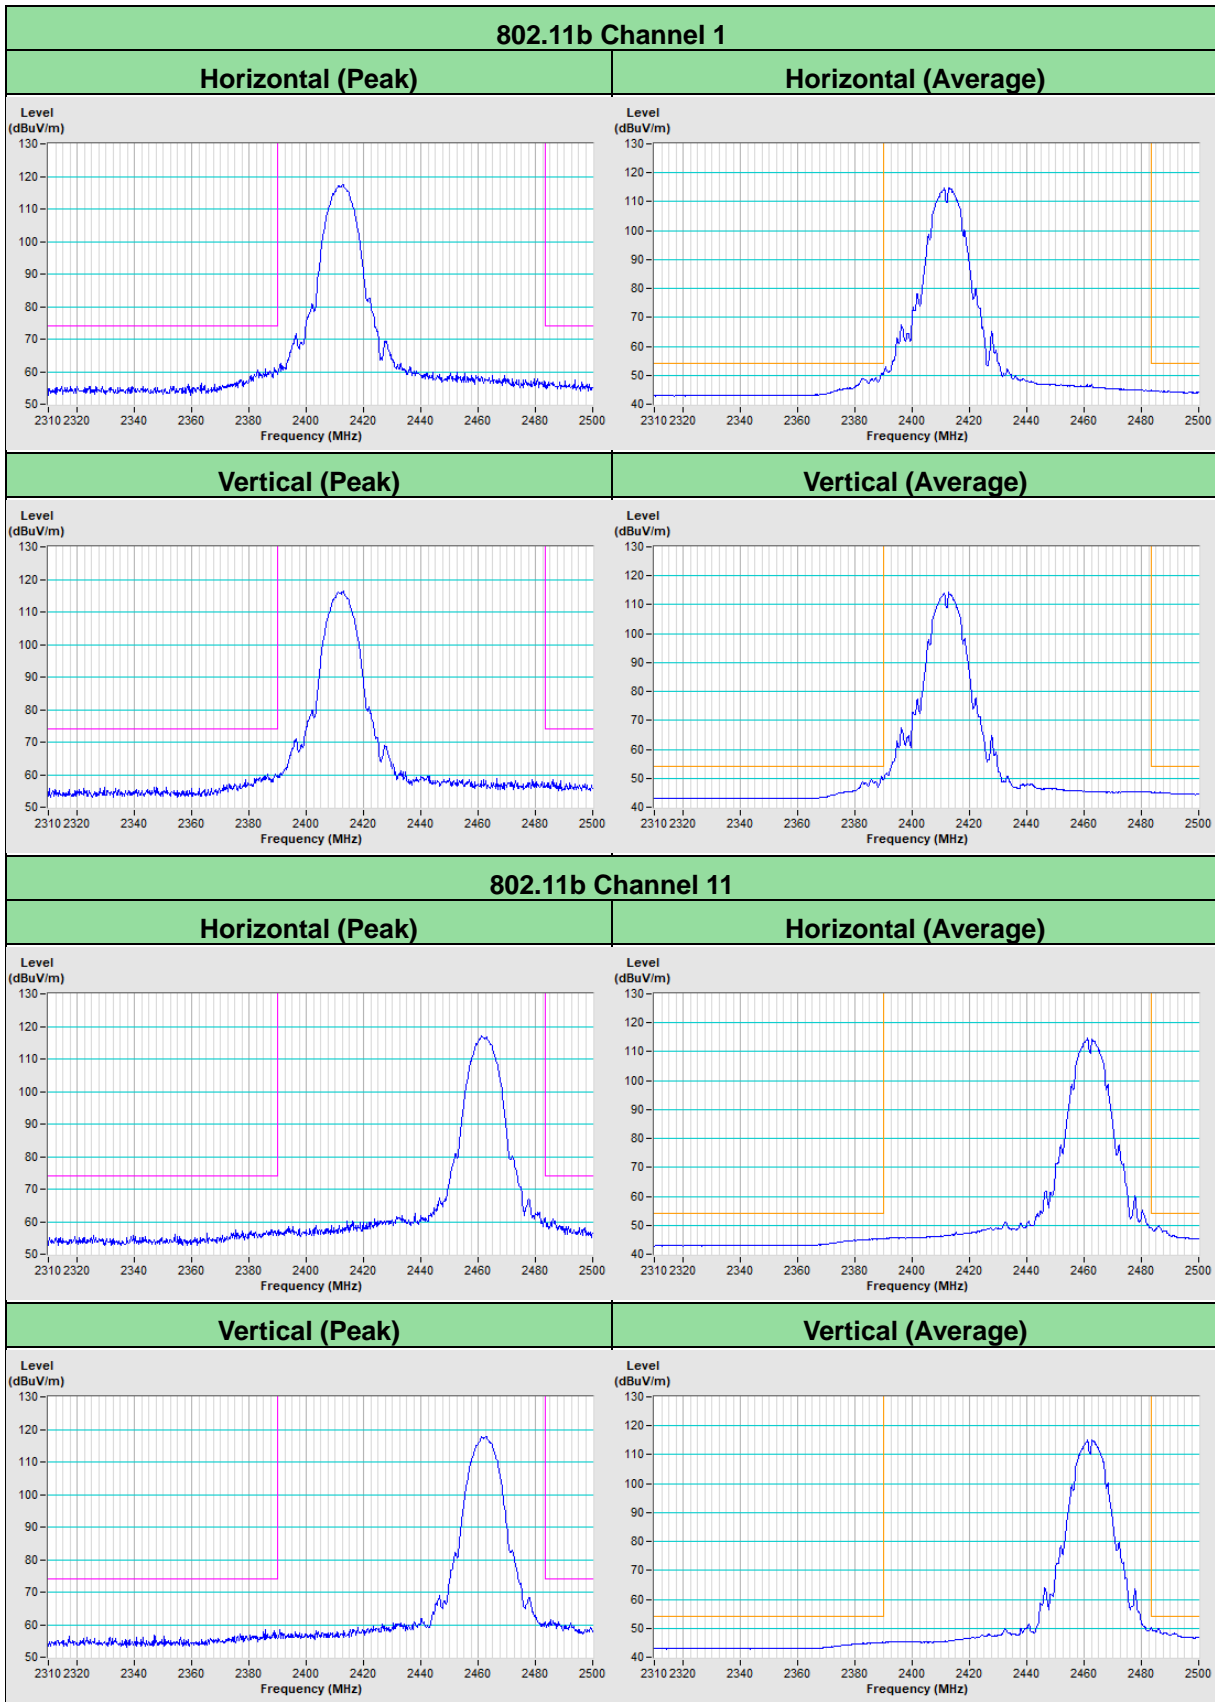 802.11b Channel 1
Horizontal (Peak) Horizontal (Average)
Level Level
(dBuV/m) (dBuV/m)
130 130
120 120
110 110
100 100
90 90
80 80
70 70
60 60
50 50
40
2310 2320 2340 2360 2380 2400 2420 2440 2460 2480 2500 2310 2320 2340 2360 2380 2400 2420 2440 2460 2480 2500
Frequency (MHz) Frequency (MHz)
Vertical (Peak) Vertical (Average)
Level Level
(dBuV/m) (dBuV/m)
130 130
120 120
110 110
100 100
90 90
80 80
70 70
60 60
50 50
40
2310 2320 2340 2360 2380 2400 2420 2440 2460 2480 2500 2310 2320 2340 2360 2380 2400 2420 2440 2460 2480 2500
Frequency (MHz) Frequency (MHz)
802.11b Channel 11
Horizontal (Peak) Horizontal (Average)
Level Level
(dBuV/m) (dBuV/m)
130 130
120 120
110 110
100 100
90 90
80 80
70 70
60 60
50 50
40
2310 2320 2340 2360 2380 2400 2420 2440 2460 2480 2500 2310 2320 2340 2360 2380 2400 2420 2440 2460 2480 2500
Frequency (MHz) Frequency (MHz)
Vertical (Peak) Vertical (Average)
Level Level
(dBuV/m) (dBuV/m)
130 130
120 120
110 110
100 100
90 90
80 80
70 70
60 60
50 50
40
2310 2320 2340 2360 2380 2400 2420 2440 2460 2480 2500 2310 2320 2340 2360 2380 2400 2420 2440 2460 2480 2500
Frequency (MHz) Frequency (MHz)